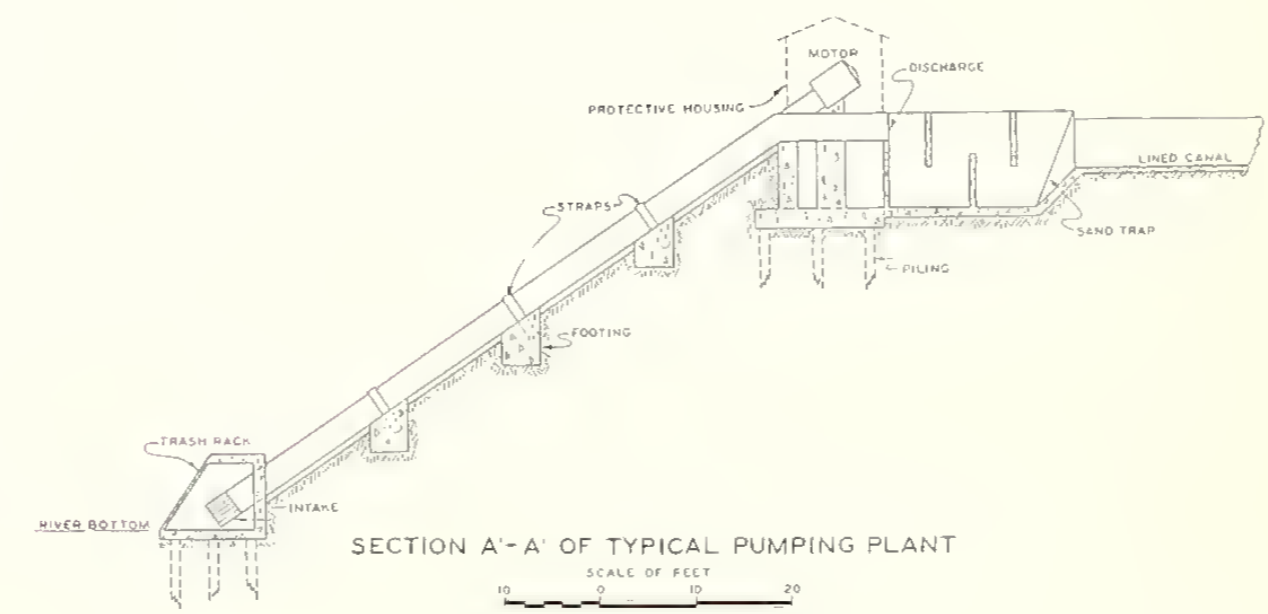 MOTOR
DISCHARGE
PROTECTIVE HOUSING
LINED CANAL
STRAPS
SAND TRAP
PILING
FOOTING
TRASH RACK
INTAKE
RIVER BOTTOM
SECTION A'-A' OF TYPICAL PUMPING PLANT
SCALE OF FEET
10 0 10 20